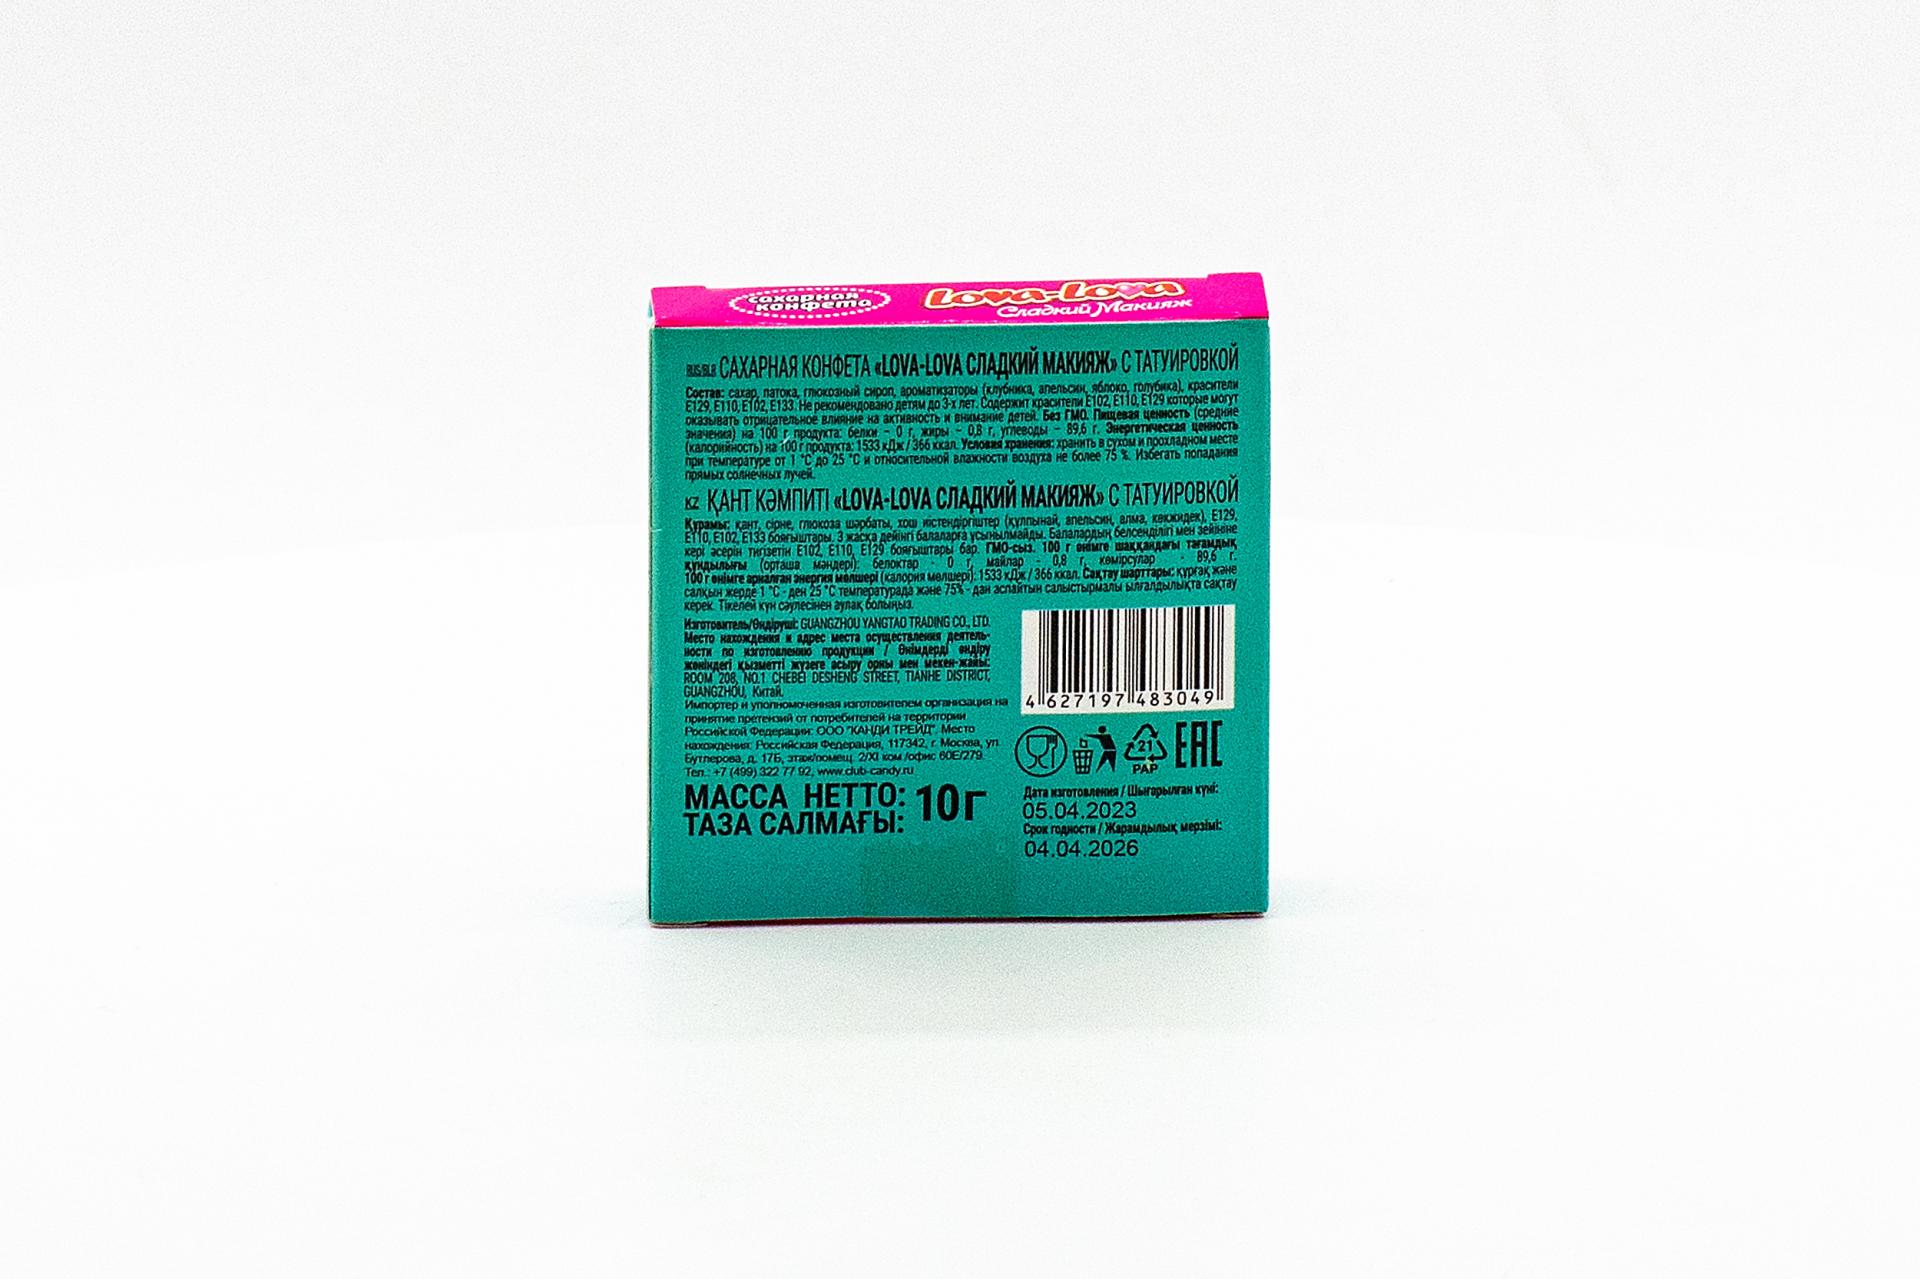 сахарная
конфета
Lova-Lova
Сладкий Макияж
RUS/BLR САХАРНАЯ КОНФЕТА «LOVA-LOVA СЛАДКИЙ МАКИЯЖ» С ТАТУИРОВКОЙ
Состав: сахар, патока, глюкозный сироп, ароматизаторы (клубника, апельсин, яблоко, голубика), красители
Е129, Е110, Е102, Е133. Не рекомендовано детям до 3-х лет. Содержит красители Е102, Е110, Е129 которые могут
оказывать отрицательное влияние на активность и внимание детей. Без ГМО. Пищевая ценность (средние
значения) на 100 г продукта: белки - 0 г, жиры - 0,8 г, углеводы - 89,6 г. Энергетическая ценность
(калорийность) на 100 г продукта: 1533 кДж / 366 ккал. Условия хранения: хранить в сухом и прохладном месте
при температуре от 1 °С до 25 °С и относительной влажности воздуха не более 75 %. Избегать попадания
прямых солнечных лучей.
KZ ҚАНТ КӘМПИТІ «LOVA-LOVA СЛАДКИЙ МАКИЯЖ» С ТАТУИРОВКОЙ
Құрамы: қант, сірне, глюкоза шәрбаты, хош иістендіргіштер (құлпынай, апельсин, алма, көкжидек), Е129,
Е110, Е102, Е133 бояғыштары. 3 жасқа дейінгі балаларға ұсынылмайды. Балалардың белсенділігі мен зейініне
кері әсерін тигізетін Е102, Е110, Е129 бояғыштары бар. ГМО-сыз. 100 г өнімге шаққандағы тағамдық
құндылығы (орташа мәндері): белоктар - 0 г, майлар - 0,8 г, көмірсулар - 89,6 г.
100 г өнімге арналған энергия мөлшері (калория мөлшері): 1533 кДж / 366 ккал. Сақтау шарттары: құрғақ және
салқын жерде 1 °С - ден 25 °С температурада және 75% - дан аспайтын салыстырмалы ылғалдылықта сақтау
керек. Тікелей күн сәулесінен аулақ болыңыз.
Изготовитель/Өндіруші: GUANGZHOU YANGTAO TRADING CO., LTD.
Место нахождения и адрес места осуществления деятель-
ности по изготовлению продукции / Өнімдерді өндіру
жөніндегі қызметті жүзеге асыру орны мен мекен-жайы:
ROOM 208, NO.1 CHEBEI DESHENG STREET, TIANHE DISTRICT,
GUANGZHOU, Китай.
Импортер и уполномоченная изготовителем организация на
принятие претензий от потребителей на территории
Российской Федерации: ООО "КАНДИ ТРЕЙД". Место
нахождения: Российская Федерация, 117342, г. Москва, ул.
Бутлерова, д. 17Б, этаж/помещ. 2/XI ком./офис 60Е/279.
Тел.: +7 (499) 322 77 92, www.club-candy.ru
МАССА НЕТТО: 10г
ТАЗА САЛМАҒЫ:
4 627197 483049
21
PAP
EAC
Дата изготовления / Шығарылған күні:
05.04.2023
Срок годности / Жарамдылық мерзімі:
04.04.2026